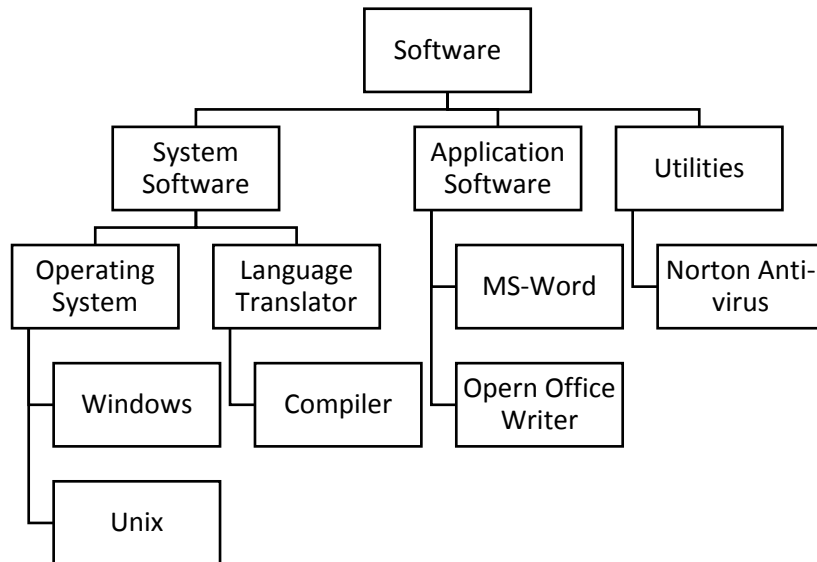 Software
System
Software
Application
Software
Utilities
Operating
System
Language
Translator
MS-Word
Norton Anti-
virus
Windows
Compiler
Opern Office
Writer
Unix